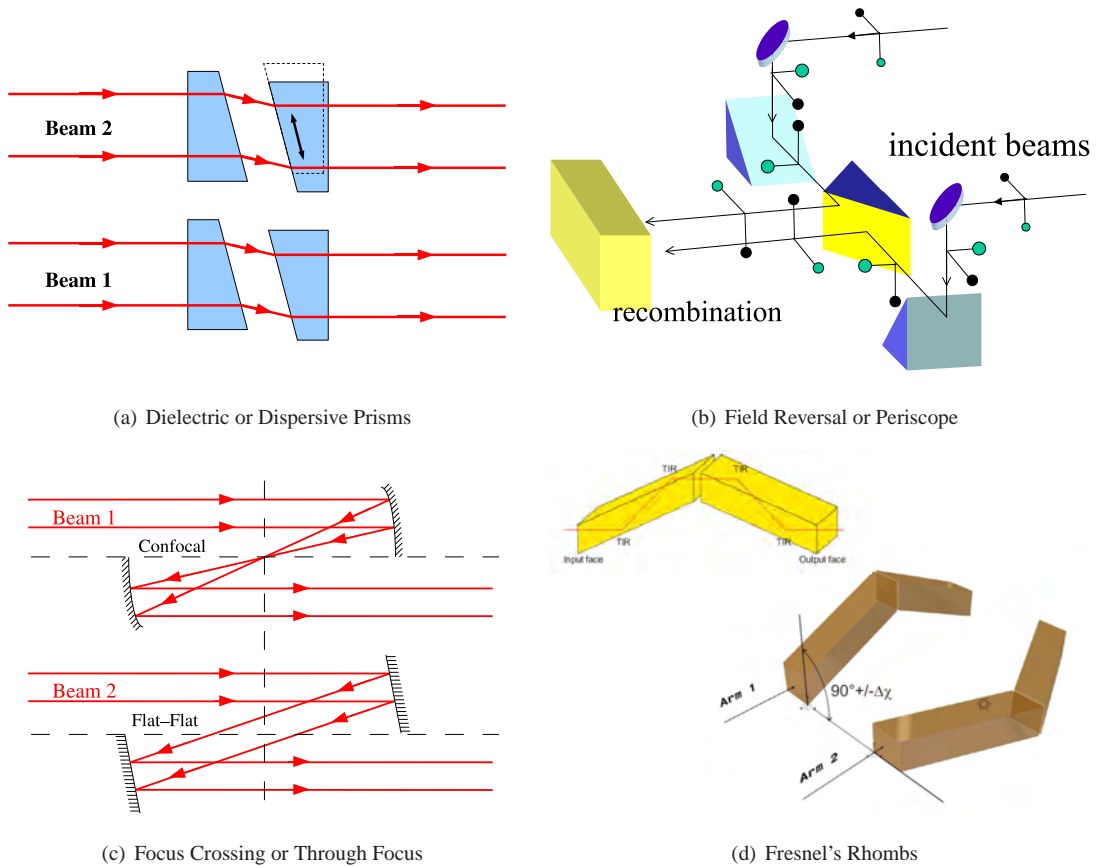 Beam 2
Beam 1
(a) Dielectric or Dispersive Prisms
incident beams
recombination
(b) Field Reversal or Periscope
Beam 1
Confocal
Beam 2
Flat–Flat
(c) Focus Crossing or Through Focus
TIR
TIR
TIR
TIR
Input face
Output face
90°+/-Δχ
Arm 1
Arm 2
(d) Fresnel's Rhombs